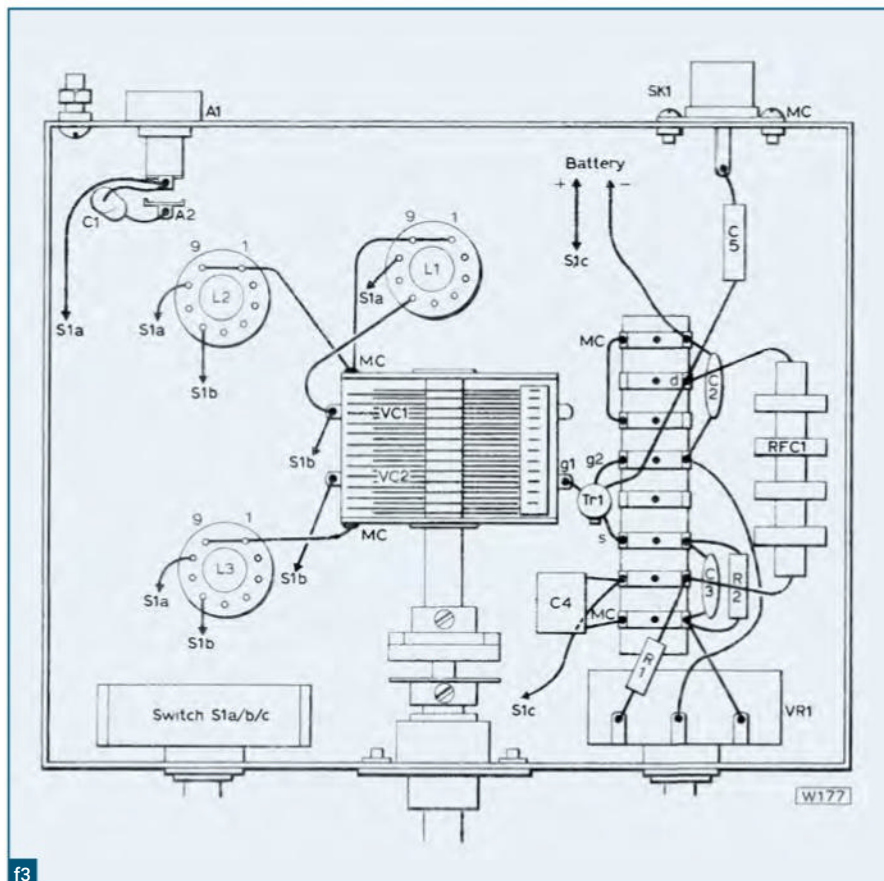 A1
SK1
MC
Battery
+ -
S1c
C1
A2
C5
9 1
L2
9 1
L1
S1a
S1a
S1a
S1b
MC
MC
d
C2
VC1
S1b
VC2
g1
g2
RFC1
Tr1
MC
S1b
s
9 1
L3
S1a
S1b
C4
MC
C3
R2
R1
S1c
Switch S1a/b/c
VR1
W177
f3